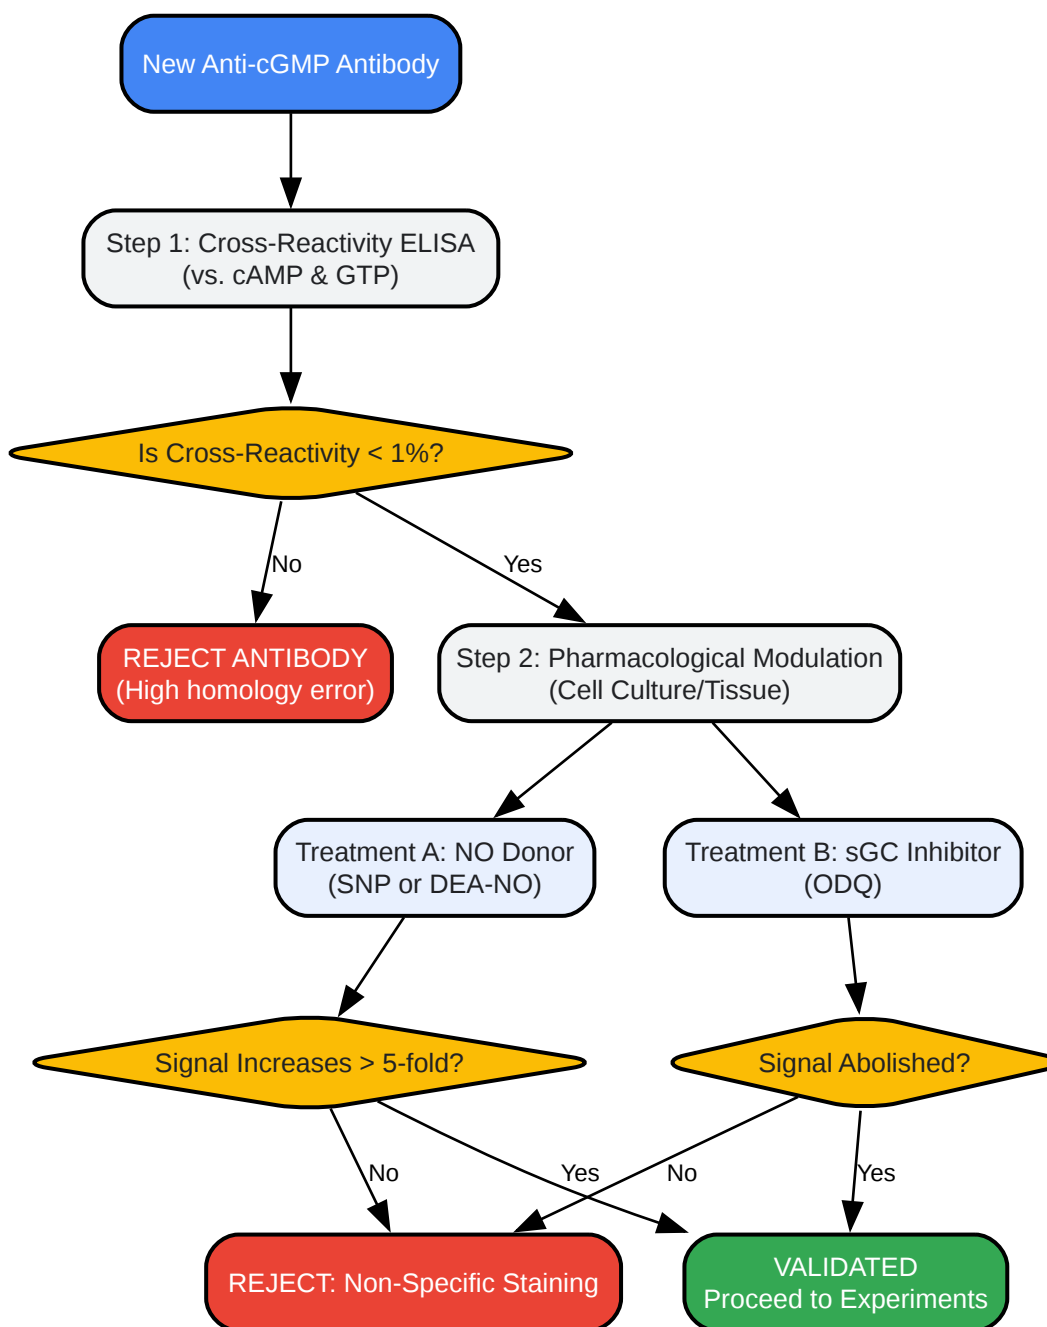 New Anti-cGMP Antibody
Step 1: Cross-Reactivity ELISA
(vs. cAMP & GTP)
Is Cross-Reactivity < 1%?
No
Yes
REJECT ANTIBODY
(High homology error)
Step 2: Pharmacological Modulation
(Cell Culture/Tissue)
Treatment A: NO Donor
(SNP or DEA-NO)
Treatment B: sGC Inhibitor
(ODQ)
Signal Increases > 5-fold?
Signal Abolished?
No
Yes
No
Yes
REJECT: Non-Specific Staining
VALIDATED
Proceed to Experiments